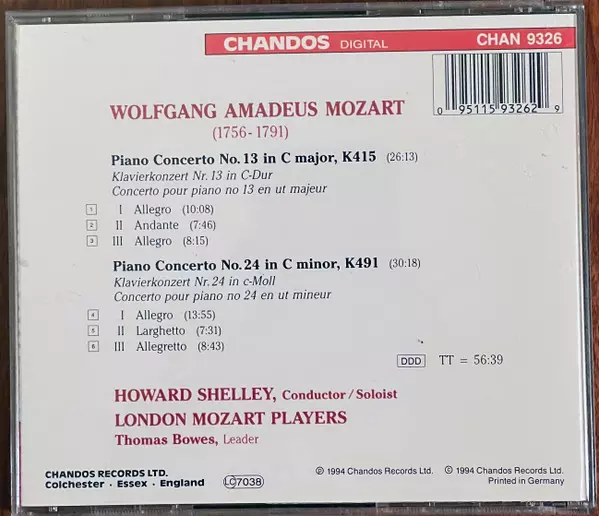 CHANDOS DIGITAL CHAN 9326
0 95115 93262 9
WOLFGANG AMADEUS MOZART
(1756-1791)
Piano Concerto No. 13 in C major, K415 (26:13)
Klavierkonzert Nr. 13 in C-Dur
Concerto pour piano no 13 en ut majeur
1 I Allegro (10:08)
2 II Andante (7:46)
3 III Allegro (8:15)
Piano Concerto No. 24 in C minor, K491 (30:18)
Klavierkonzert Nr. 24 in c-Moll
Concerto pour piano no 24 en ut mineur
4 I Allegro (13:55)
5 II Larghetto (7:31)
6 III Allegretto (8:43)
DDD TT = 56:39
HOWARD SHELLEY, Conductor/Soloist
LONDON MOZART PLAYERS
Thomas Bowes, Leader
CHANDOS RECORDS LTD.
Colchester · Essex · England
LC7038
℗ 1994 Chandos Records Ltd. © 1994 Chandos Records Ltd.
Printed in Germany